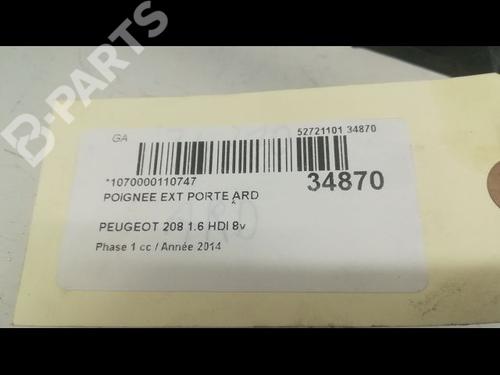 B-PARTS
GA
52721101 34870
*1070000110747
34870
POIGNEE EXT PORTE ARD
PEUGEOT 208 1.6 HDI 8v
Phase 1 cc / Année 2014